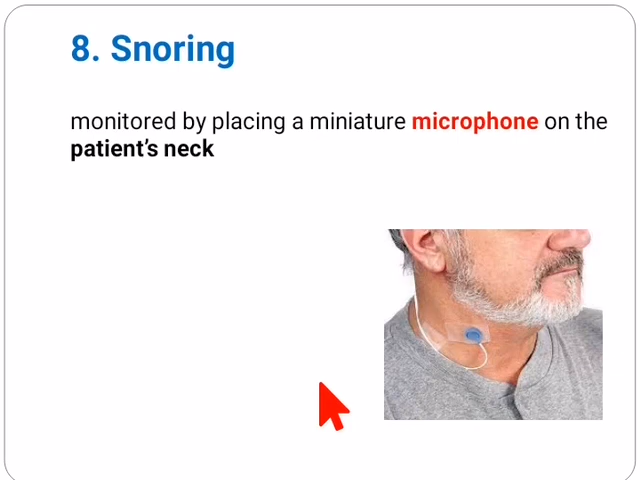 8. Snoring
monitored by placing a miniature microphone on the
patient’s neck